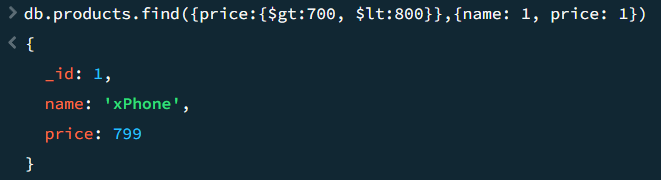 > db.products.find({price:{$gt:700, $lt:800}},{name: 1, price: 1})
< {
_id: 1,
name: 'xPhone',
price: 799
}